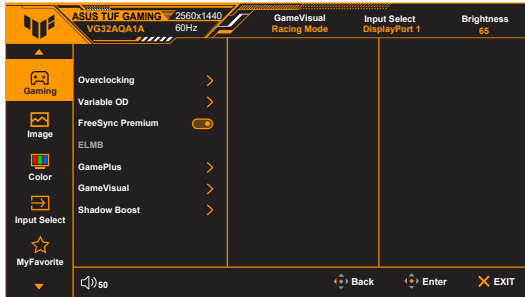 ASUS TUF GAMING 2560x1440
VG32AQA1A 60Hz
GameVisual
Racing Mode
Input Select
DisplayPort 1
Brightness
65
Gaming
Image
Color
Input Select
MyFavorite
Overclocking
Variable OD
FreeSync Premium
ELMB
GamePlus
GameVisual
Shadow Boost
50
Back
Enter
EXIT